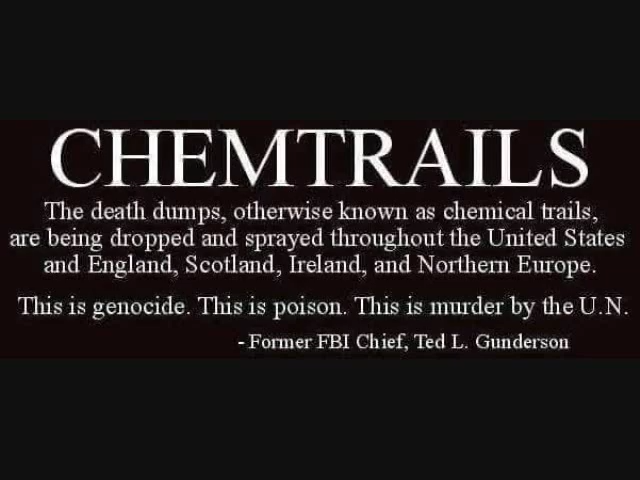 CHEMTRAILS
The death dumps, otherwise known as chemical trails,
are being dropped and sprayed throughout the United States
and England, Scotland, Ireland, and Northern Europe.
This is genocide. This is poison. This is murder by the U.N.
- Former FBI Chief, Ted L. Gunderson